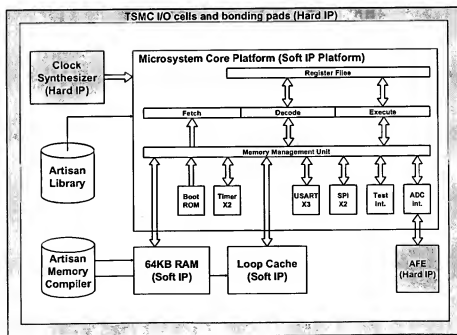 TSMC I/O cells and bonding pads (Hard IP)
Clock
Synthesizer
(Hard IP)
Microsystem Core Platform (Soft IP Platform)
Register Files
Fetch
Decode
Execute
Memory Management Unit
Artisan
Library
Boot
ROM
Timer
X2
USART
X3
SPI
X2
Test
Int.
ADC
Int.
Artisan
Memory
Compiler
64KB RAM
(Soft IP)
Loop Cache
(Soft IP)
AFE
(Hard IP)